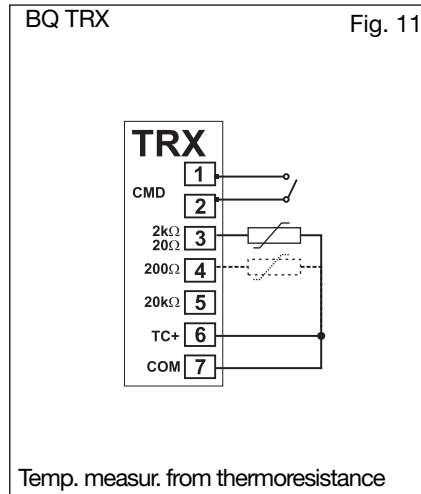 BQ TRX
Fig. 11
TRX
CMD
1
2
2kΩ
20Ω
3
200Ω 4
20kΩ 5
TC+ 6
COM 7
Temp. measur. from thermoresistance